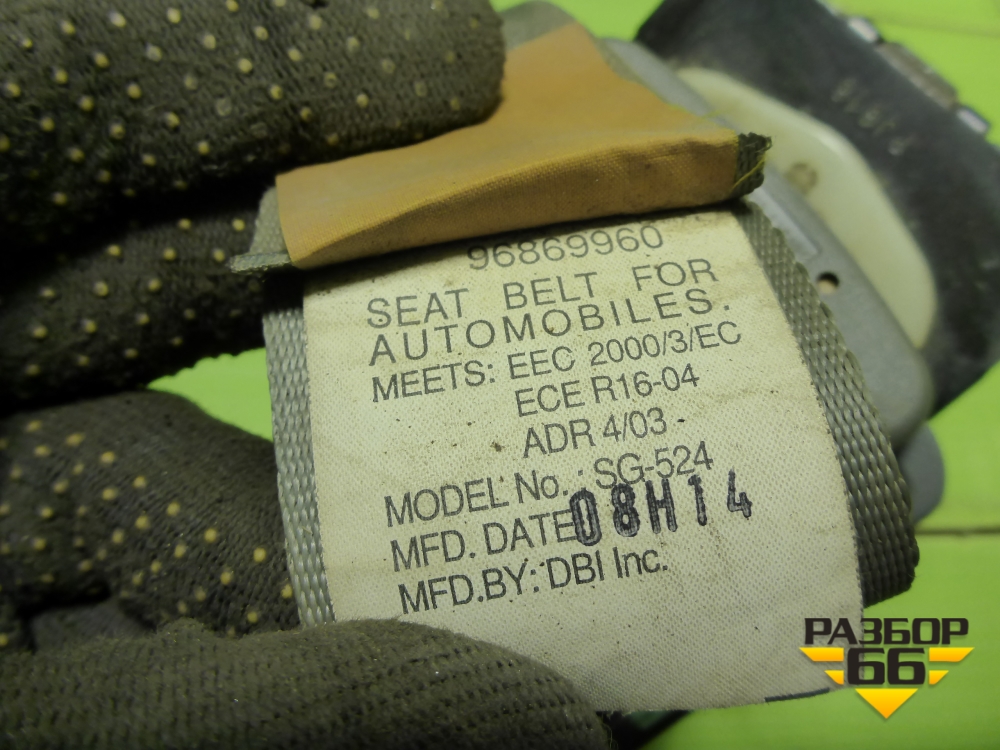 96869960
SEAT BELT FOR
AUTOMOBILES.
MEETS: EEC 2000/3/EC
ECE R16-04
ADR 4/03
MODEL No. : SG-524
MFD. DATE 08H14
MFD.BY: DBI Inc.
РАЗБОР
66